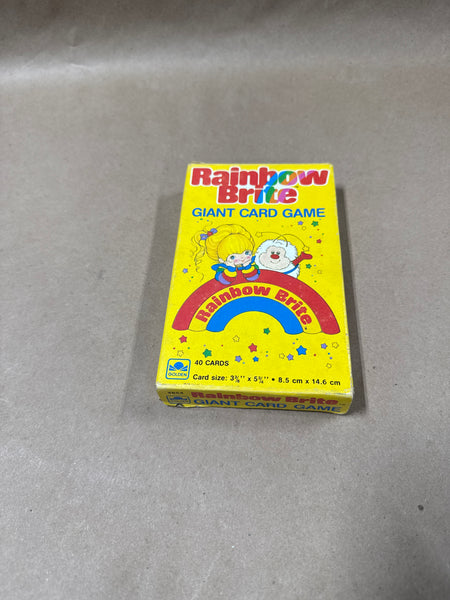 Rainbow
Brite
GIANT CARD GAME
Rainbow Brite
40 CARDS
GOLDEN
Card size: 3⅜'' x 5¾'' • 8.5 cm x 14.6 cm
Rainbow Brite
GIANT CARD GAME